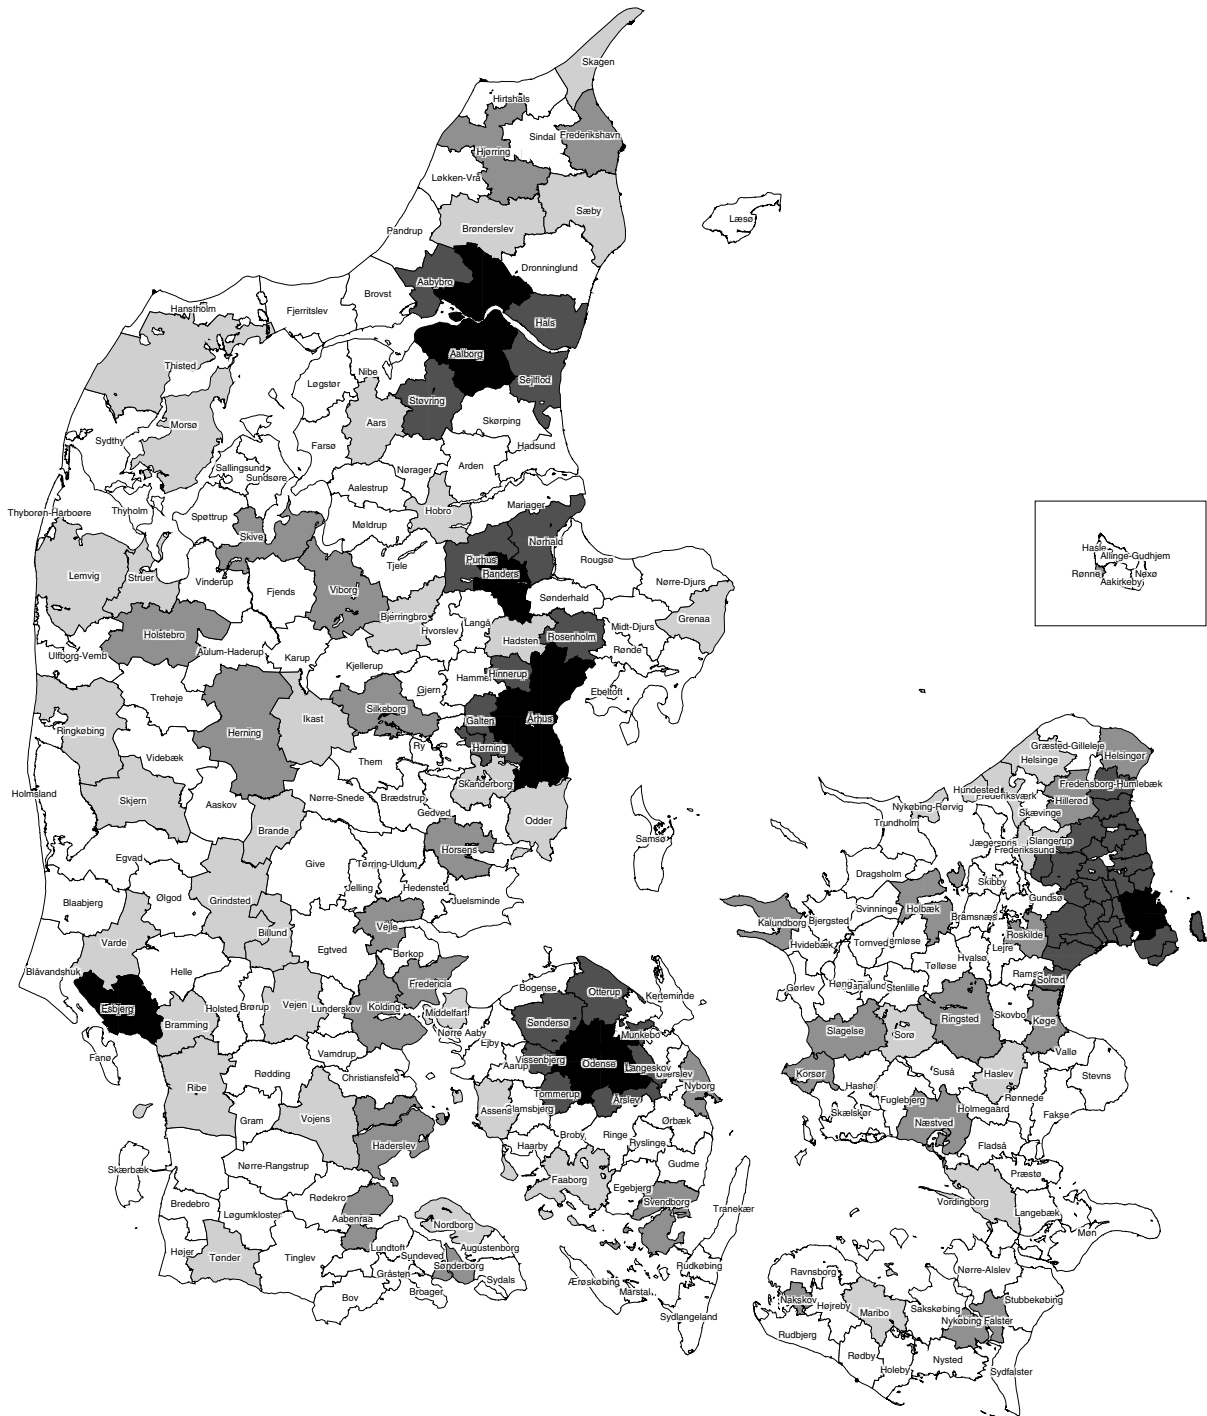 Skagen
Hirtshals
Sindal
Frederikshavn
Hjørring
Løkken-Vrå
Sæby
Læsø
Brønderslev
Pandrup
Dronninglund
Aabybro
Brovst
Hanstholm
Fjerritslev
Hals
Aalborg
Thisted
Nibe
Løgstør
Sejlflod
Støvring
Morsø
Aars
Skørping
Sydthy
Farsø
Hadsund
Sallingsund
Nørager
Arden
Sundsøre
Aalestrup
Thyborøn-Harboøre
Thyholm
Hobro
Mariager
Spøttrup
Møldrup
Skive
Nørhald
Hasle
Allinge-Gudhjem
Rønne
Nexø
Aakirkeby
Lemvig
Struer
Vinderup
Tjele
Purhus
Rougsø
Randers
Fjends
Viborg
Nørre-Djurs
Sønderhald
Bjerringbro
Grenaa
Holstebro
Hvorslev
Langå
Hadsten
Rosenholm
Midt-Djurs
Ulfborg-Vemb
Aulum-Haderup
Karup
Kjellerup
Rønde
Hinnerup
Hammel
Trehøje
Gjern
Ebeltoft
Silkeborg
Ringkøbing
Herning
Ikast
Galten
Århus
Ry
Hørning
Videbæk
Them
Græsted-Gilleleje
Helsinge
Helsingør
Skanderborg
Fredensborg-Humlebæk
Holmsland
Skjern
Aaskov
Nørre-Snede
Brædstrup
Hundested
Frederiksværk
Hillerød
Nykøbing-Rørvig
Gedved
Skævinge
Trundholm
Odder
Brande
Samsø
Horsens
Jægerspris
Slangerup
Frederikssund
Egvad
Give
Tørring-Uldum
Dragsholm
Skibby
Jelling
Hedensted
Blaabjerg
Ølgod
Grindsted
Juelsminde
Svinninge
Holbæk
Gundsø
Bramsnæs
Billund
Vejle
Kalundborg
Bjergsted
Roskilde
Varde
Egtved
Børkop
Hvidebæk
Tornved
Lejre
Hvalsø
Blåvandshuk
Helle
Tølløse
Fredericia
Bogense
Otterup
Kerteminde
Gørlev
Stenlille
Solrød
Esbjerg
Holsted
Brørup
Vejen
Lunderskov
Kolding
Middelfart
Skovbo
Køge
Bramming
Søndersø
Slagelse
Sorø
Ringsted
Nørre Aaby
Ejby
Munkebo
Vamdrup
Vallø
Fanø
Vissenbjerg
Odense
Langeskov
Aarup
Ullerslev
Rødding
Christiansfeld
Korsør
Suså
Haslev
Stevns
Ribe
Nyborg
Hashøj
Tommerup
Årslev
Fuglebjerg
Rønnede
Gram
Vojens
Assens
Glamsbjerg
Ørbæk
Skælskør
Holmegaard
Fakse
Næstved
Haderslev
Haarby
Broby
Ringe
Ryslinge
Fladså
Skærbæk
Nørre-Rangstrup
Gudme
Præstø
Faaborg
Egebjerg
Bredebro
Rødekro
Svendborg
Vordingborg
Tranekær
Langebæk
Løgumkloster
Aabenraa
Nordborg
Møn
Højer
Tønder
Tinglev
Lundtoft
Augustenborg
Sundeved
Sønderborg
Rudkøbing
Gråsten
Sydals
Ærøskøbing
Marstal
Ravnsborg
Nørre-Alslev
Bov
Broager
Nakskov
Højreby
Maribo
Sakskøbing
Stubbekøbing
Sydlangeland
Nykøbing Falster
Rudbjerg
Rødby
Holeby
Nysted
Sydfalster